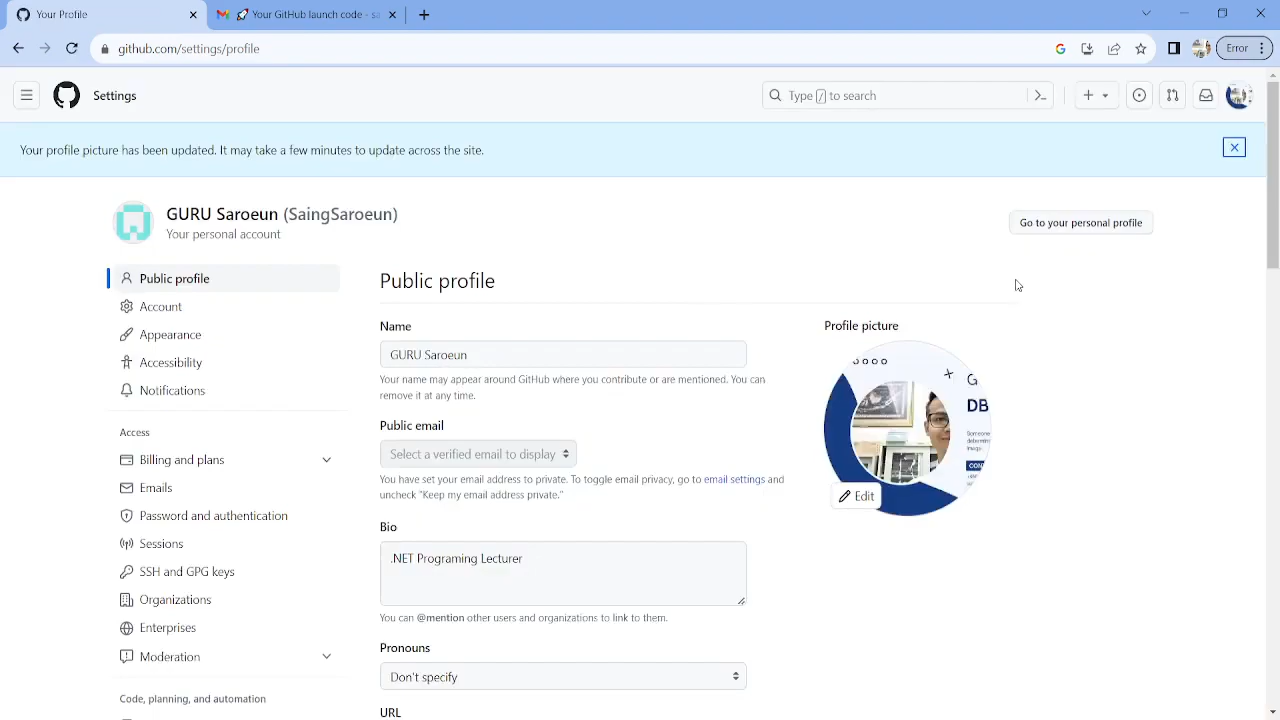 Your Profile
Your GitHub launch code - sa
github.com/settings/profile
Error
Settings
Type / to search
Your profile picture has been updated. It may take a few minutes to update across the site.
GURU Saroeun (SaingSaroeun)
Your personal account
Go to your personal profile
Public profile
Account
Appearance
Accessibility
Notifications
Access
Billing and plans
Emails
Password and authentication
Sessions
SSH and GPG keys
Organizations
Enterprises
Moderation
Code, planning, and automation
Public profile
Name
GURU Saroeun
Your name may appear around GitHub where you contribute or are mentioned. You can
remove it at any time.
Public email
Select a verified email to display
You have set your email address to private. To toggle email privacy, go to email settings and
uncheck "Keep my email address private."
Bio
.NET Programing Lecturer
You can @mention other users and organizations to link to them.
Pronouns
Don't specify
URL
Profile picture
G
DB
CON
Edit